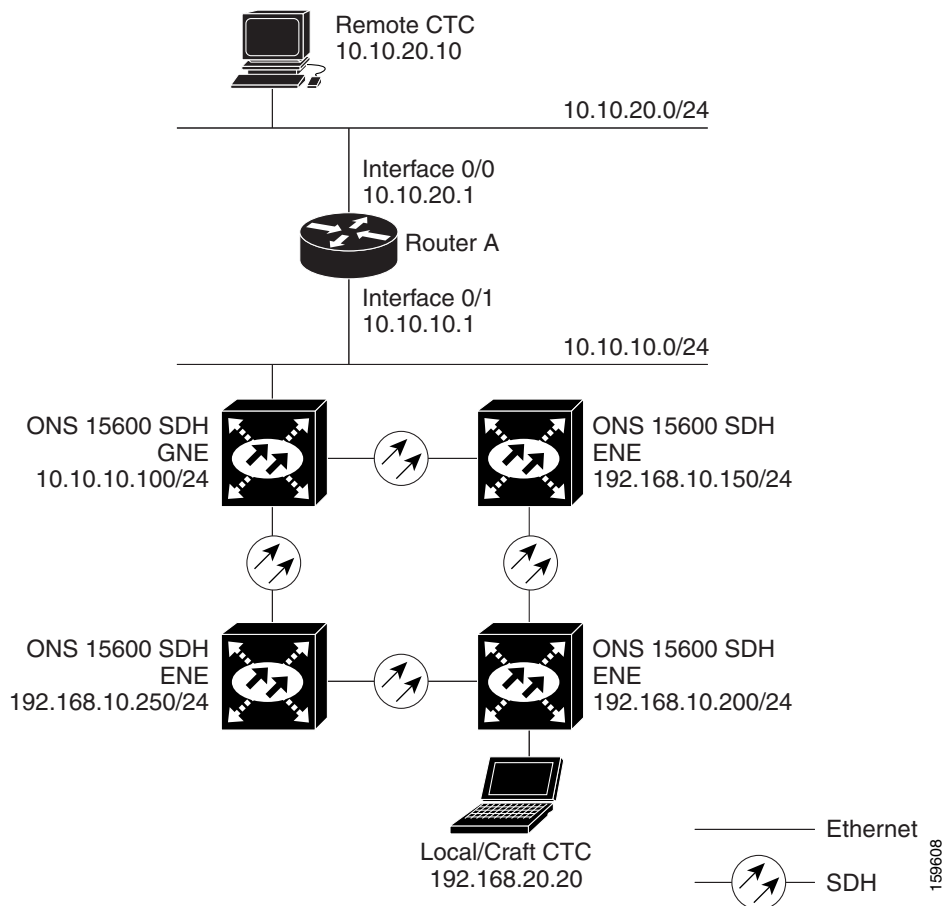 Remote CTC
10.10.20.10
10.10.20.0/24
Interface 0/0
10.10.20.1
Router A
Interface 0/1
10.10.10.1
10.10.10.0/24
ONS 15600 SDH
GNE
10.10.10.100/24
ONS 15600 SDH
ENE
192.168.10.150/24
ONS 15600 SDH
ENE
192.168.10.250/24
ONS 15600 SDH
ENE
192.168.10.200/24
Local/Craft CTC
192.168.20.20
Ethernet
SDH
159608